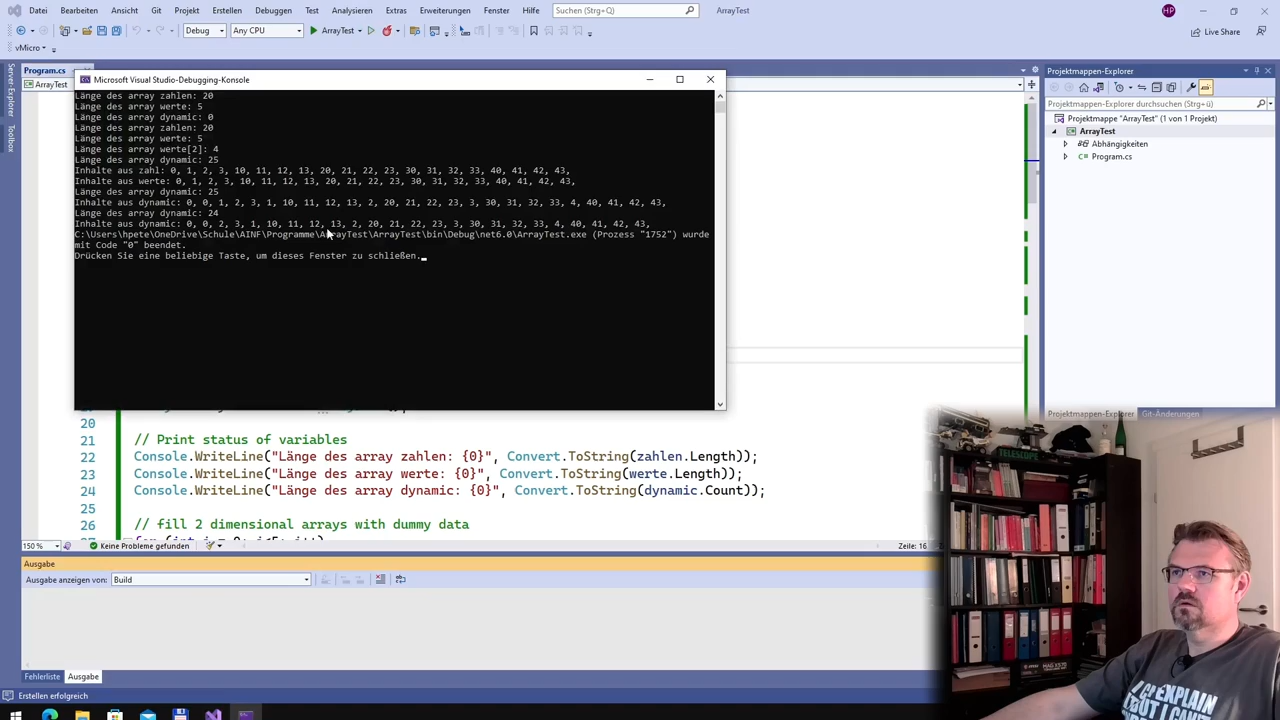 Datei Bearbeiten Ansicht Git Projekt Erstellen Debuggen Test Analysieren Extras Erweiterungen Fenster Hilfe Suchen (Strg+Q) ArrayTest HP
Debug Any CPU ArrayTest Live Share
vMicro
Server-Explorer
Toolbox
Program.cs
ArrayTest
Microsoft Visual Studio-Debugging-Konsole
Länge des array zahlen: 20
Länge des array werte: 5
Länge des array dynamic: 0
Länge des array zahlen: 20
Länge des array werte: 5
Länge des array werte[2]: 4
Länge des array dynamic: 25
Inhalte aus zahl: 0, 1, 2, 3, 10, 11, 12, 13, 20, 21, 22, 23, 30, 31, 32, 33, 40, 41, 42, 43,
Inhalte aus werte: 0, 1, 2, 3, 10, 11, 12, 13, 20, 21, 22, 23, 30, 31, 32, 33, 40, 41, 42, 43,
Länge des array dynamic: 25
Inhalte aus dynamic: 0, 0, 1, 2, 3, 1, 10, 11, 12, 13, 2, 20, 21, 22, 23, 3, 30, 31, 32, 33, 4, 40, 41, 42, 43,
Länge des array dynamic: 24
Inhalte aus dynamic: 0, 0, 2, 3, 1, 10, 11, 12, 13, 2, 20, 21, 22, 23, 3, 30, 31, 32, 33, 4, 40, 41, 42, 43,
C:\Users\hpete\OneDrive\Schule\AINF\Programme\ArrayTest\ArrayTest\bin\Debug\net6.0\ArrayTest.exe (Prozess "1752") wurde
mit Code "0" beendet.
Drücken Sie eine beliebige Taste, um dieses Fenster zu schließen.
Projektmappen-Explorer
Projektmappen-Explorer durchsuchen (Strg+ü)
Projektmappe "ArrayTest" (1 von 1 Projekt)
ArrayTest
Abhängigkeiten
Program.cs
Projektmappen-Explorer Git-Änderungen
20
21 // Print status of variables
22 Console.WriteLine("Länge des array zahlen: {0}", Convert.ToString(zahlen.Length));
23 Console.WriteLine("Länge des array werte: {0}", Convert.ToString(werte.Length));
24 Console.WriteLine("Länge des array dynamic: {0}", Convert.ToString(dynamic.Count));
25
26 // fill 2 dimensional arrays with dummy data
150 % Keine Probleme gefunden Zeile: 16
Ausgabe
Ausgabe anzeigen von: Build
Fehlerliste Ausgabe
Erstellen erfolgreich
TELESCOPE
MAG X570